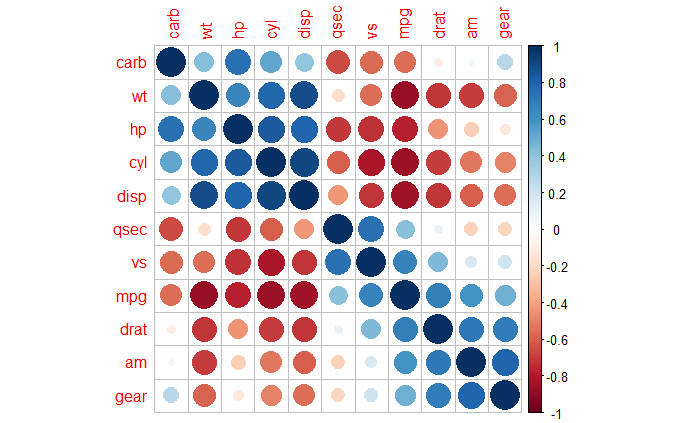 carb wt hp cyl disp qsec vs mpg drat am gear
carb
wt
hp
cyl
disp
qsec
vs
mpg
drat
am
gear
1
0.8
0.6
0.4
0.2
0
-0.2
-0.4
-0.6
-0.8
-1